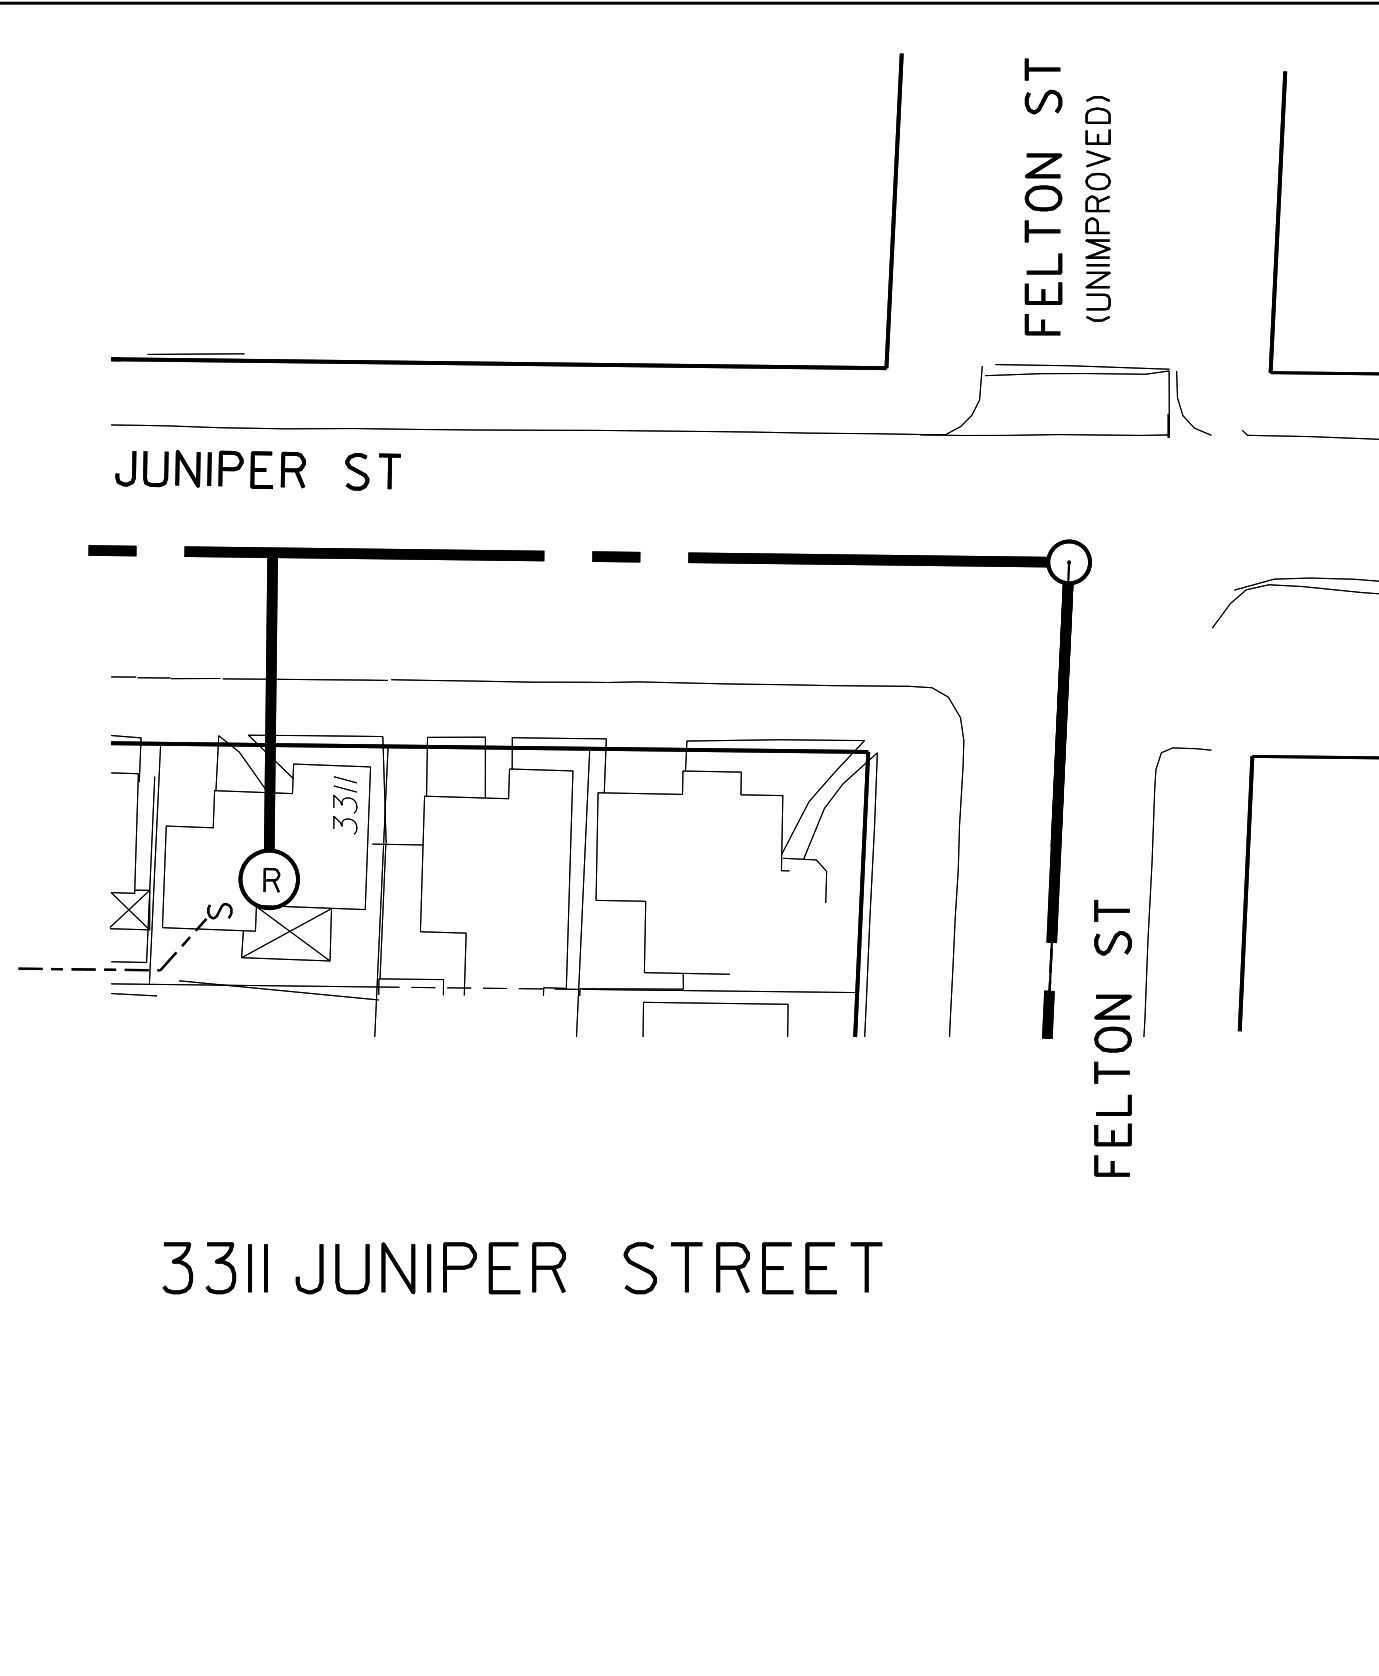 FELTON ST
(UNIMPROVED)
JUNIPER ST
3311
R
S
FELTON ST
3311 JUNIPER STREET